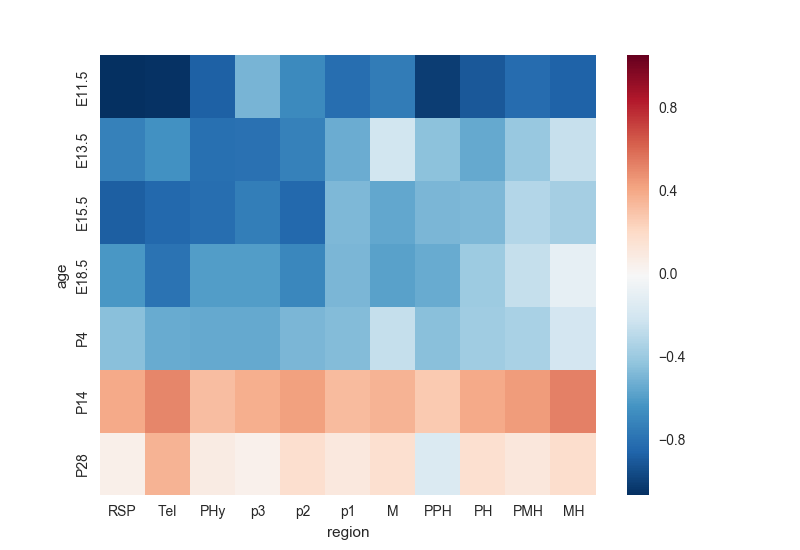 age
E11.5
E13.5
E15.5
E18.5
P4
P14
P28
RSP Tel PHy p3 p2 p1 M PPH PH PMH MH
region
0.8
0.4
0.0
−0.4
−0.8